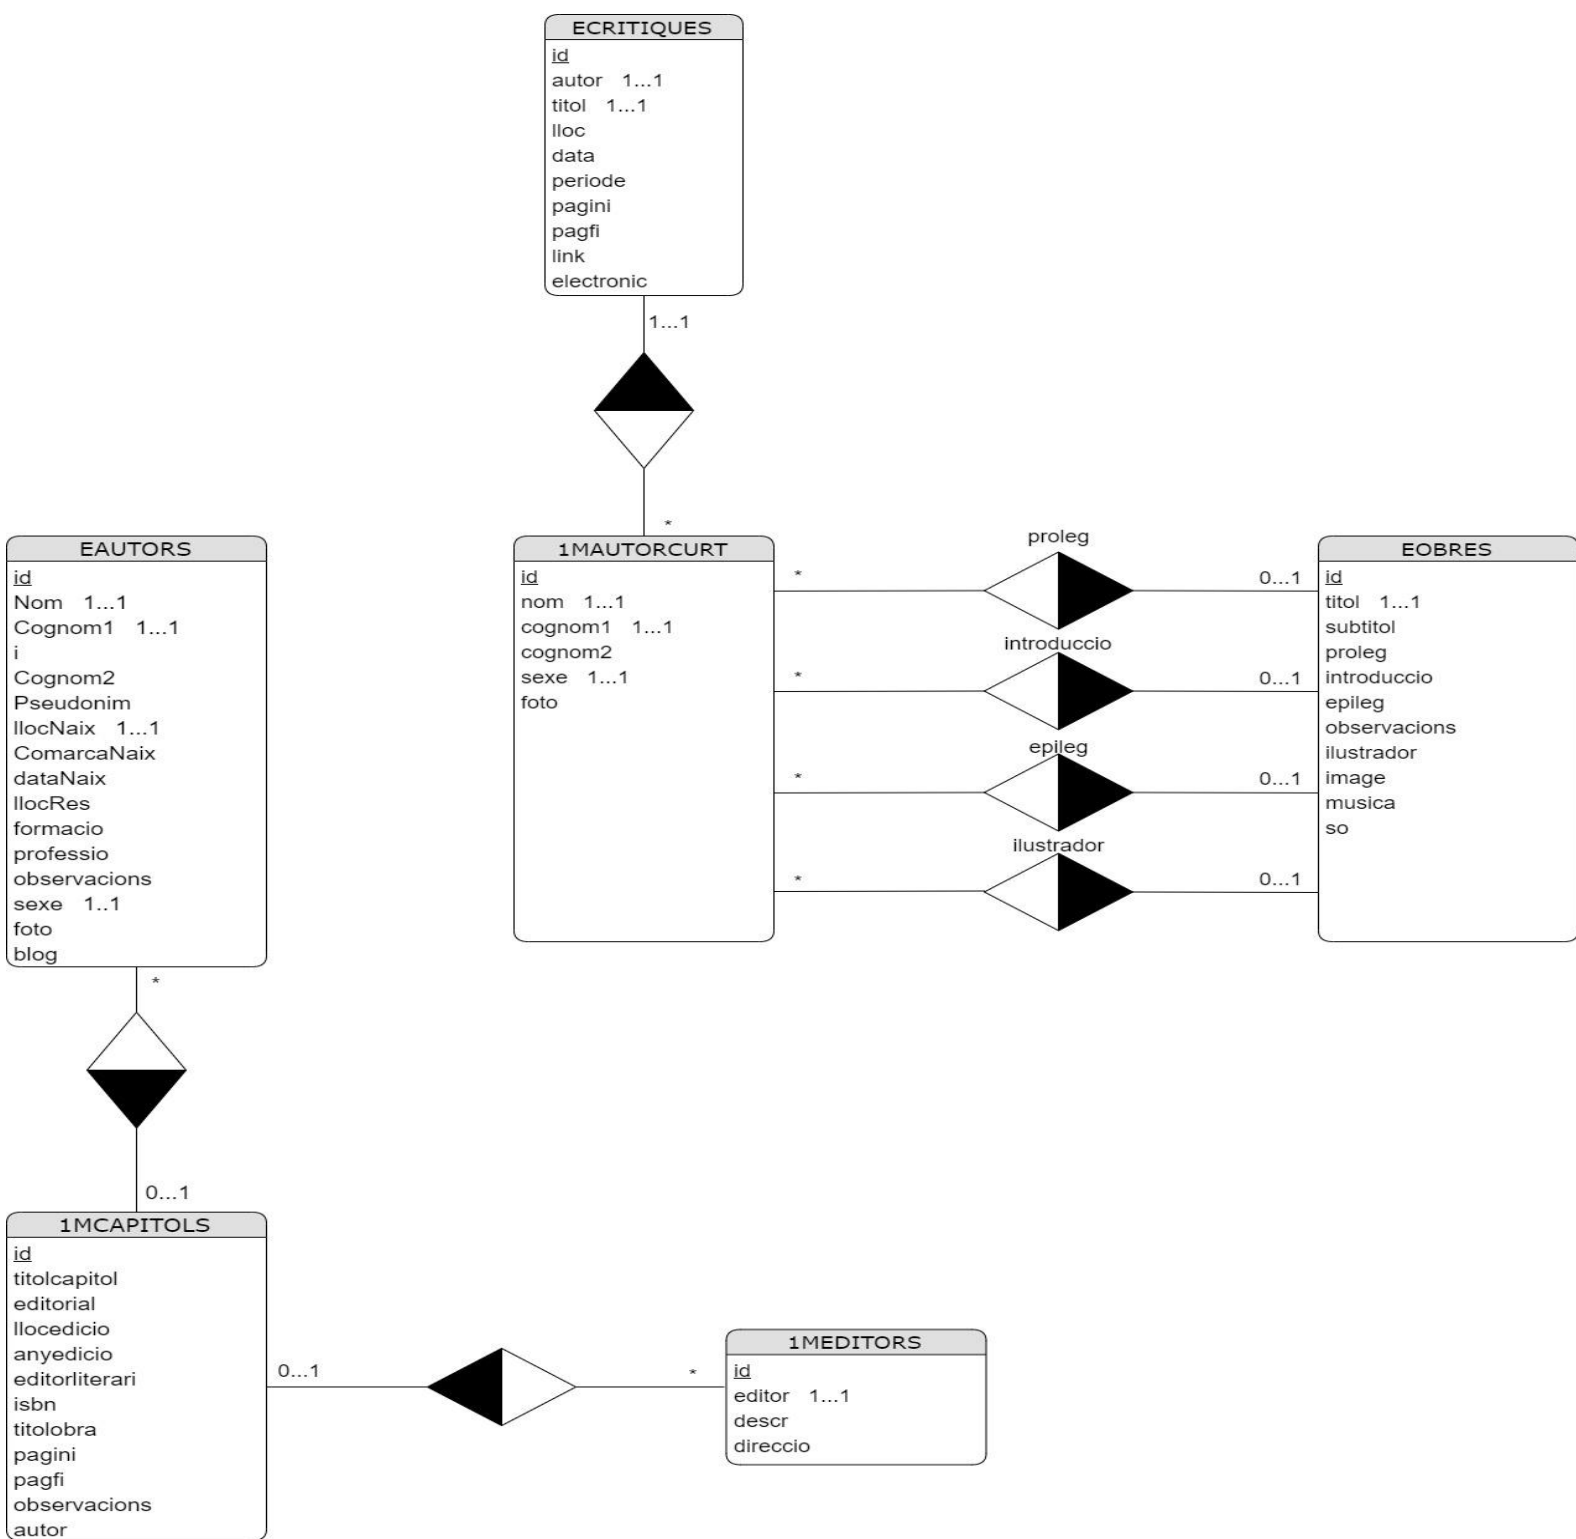 ECRITIQUES
id
autor 1...1
titol 1...1
lloc
data
periode
pagini
pagfi
link
electronic
1...1
*
EAUTORS
id
Nom 1...1
Cognom1 1...1
i
Cognom2
Pseudonim
llocNaix 1...1
ComarcaNaix
dataNaix
llocRes
formacio
professio
observacions
sexe 1..1
foto
blog
1MAUTORCURT
id
nom 1...1
cognom1 1...1
cognom2
sexe 1...1
foto
proleg
* 0...1
introduccio
* 0...1
epileg
* 0...1
ilustrador
* 0...1
EOBRES
id
titol 1...1
subtitol
proleg
introduccio
epileg
observacions
ilustrador
image
musica
so
*
0...1
1MCAPITOLS
id
titolcapitol
editorial
llocedicio
anyedicio
editorliterari
isbn
titolobra
pagini
pagfi
observacions
autor
0...1 *
1MEDITORS
id
editor 1...1
descr
direccio